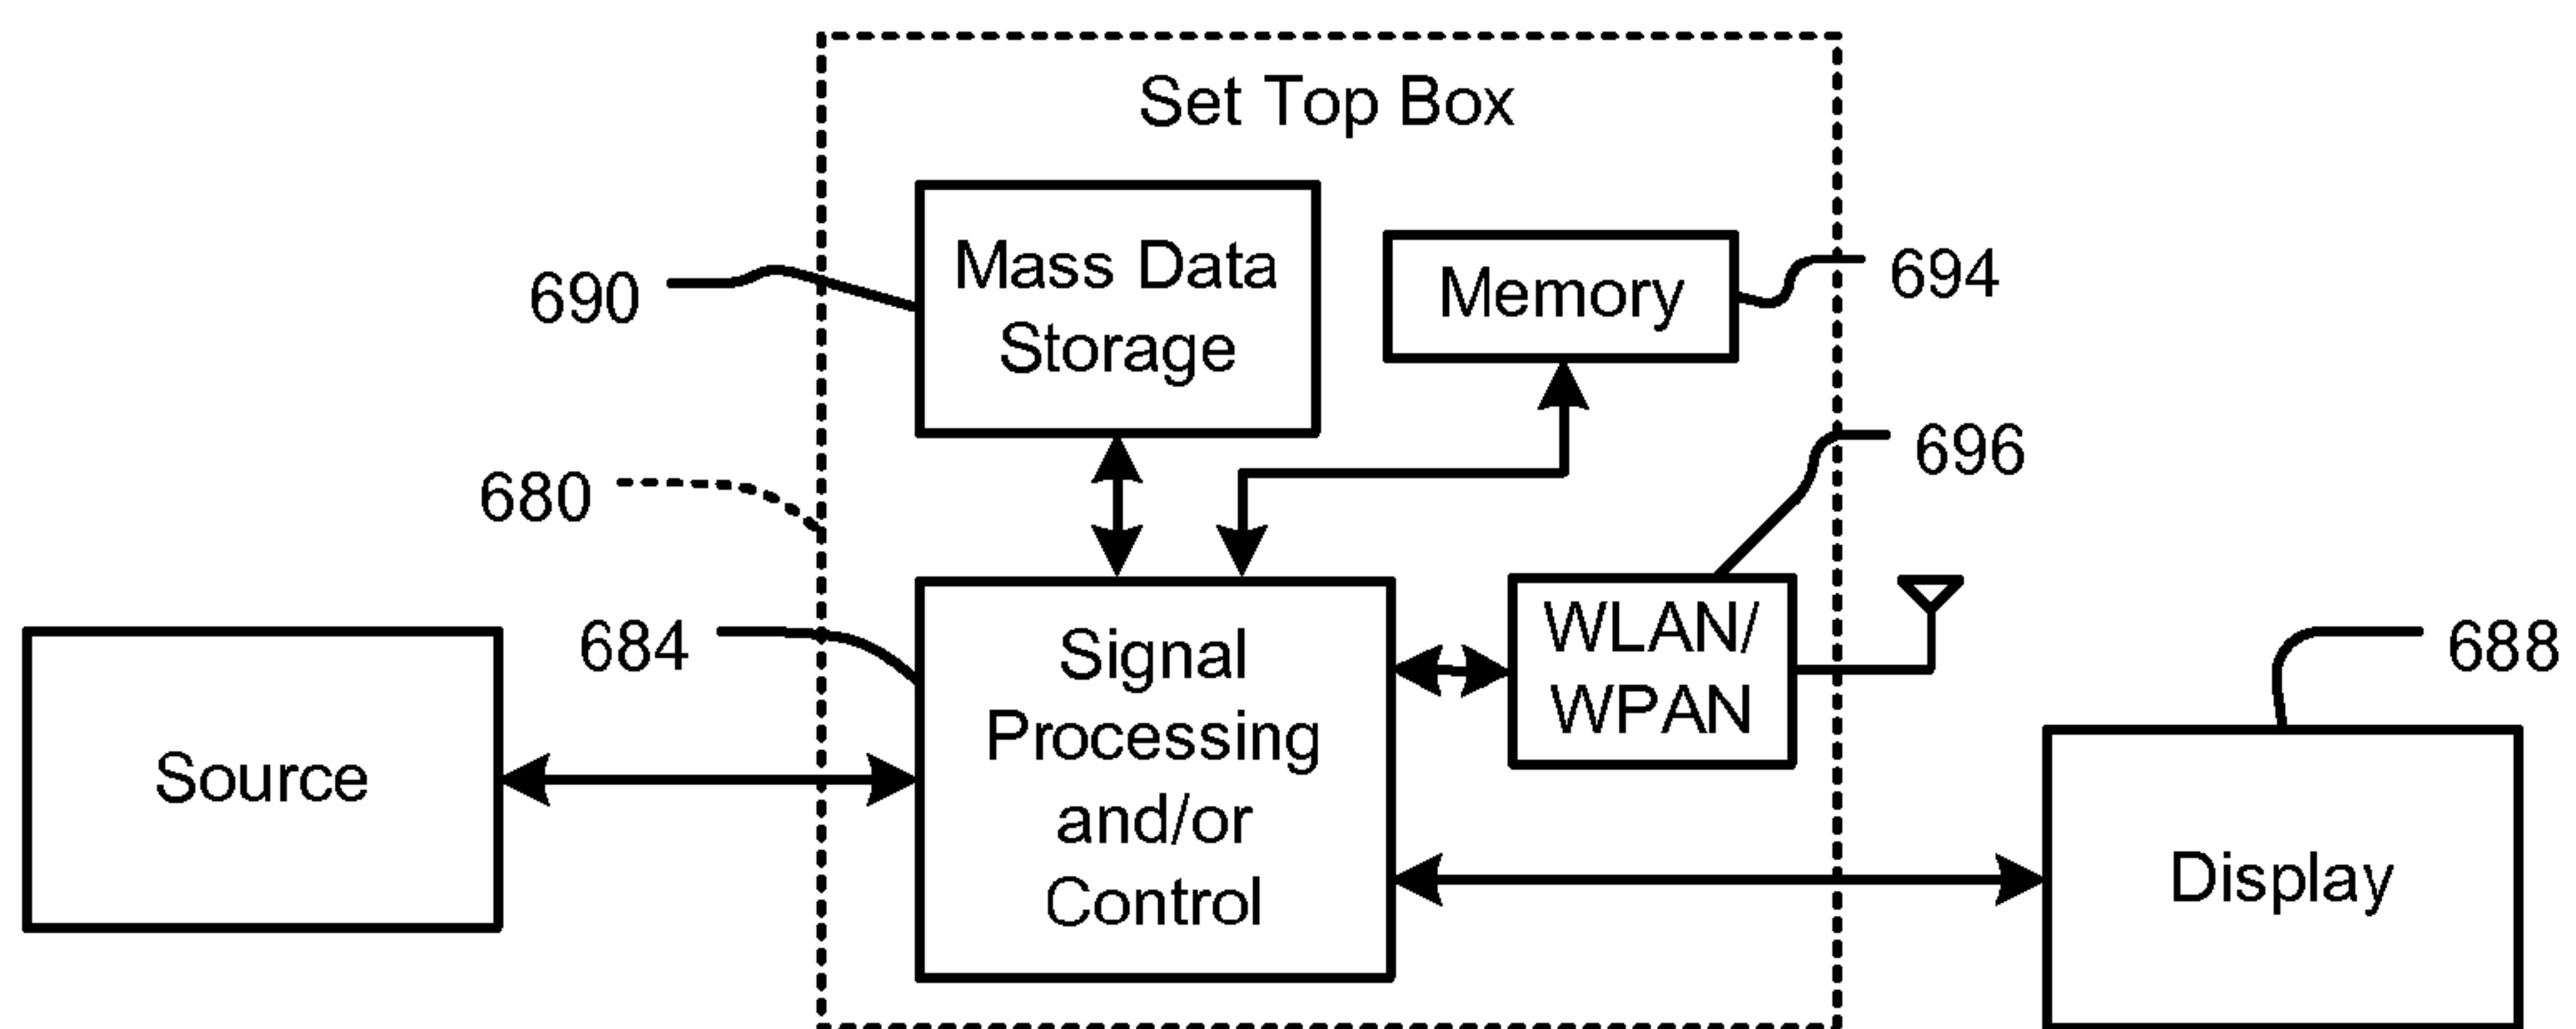 Set Top Box
690
Mass Data
Storage
Memory
694
696
680
684
Source
Signal
Processing
and/or
Control
WLAN/
WPAN
688
Display